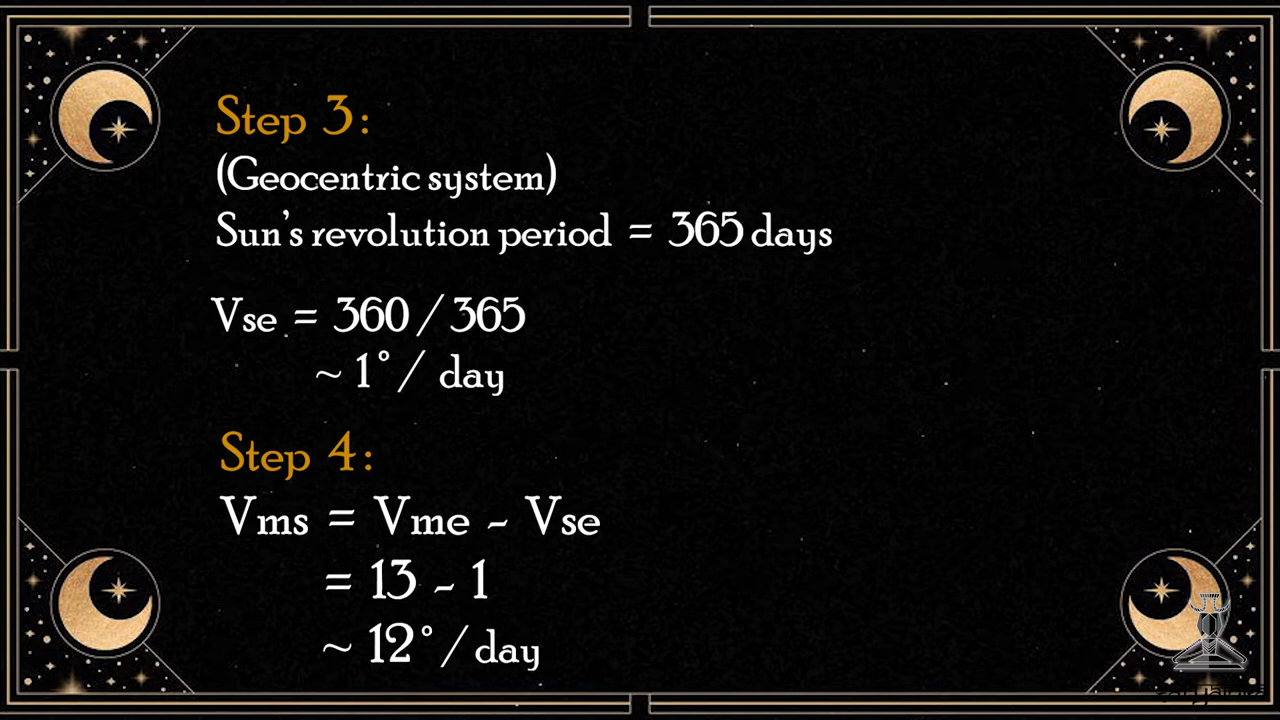 Step 3:
(Geocentric system)
Sun's revolution period = 365 days
Vse = 360 / 365
~ 1° / day
Step 4:
Vms = Vme - Vse
= 13 - 1
~ 12° / day